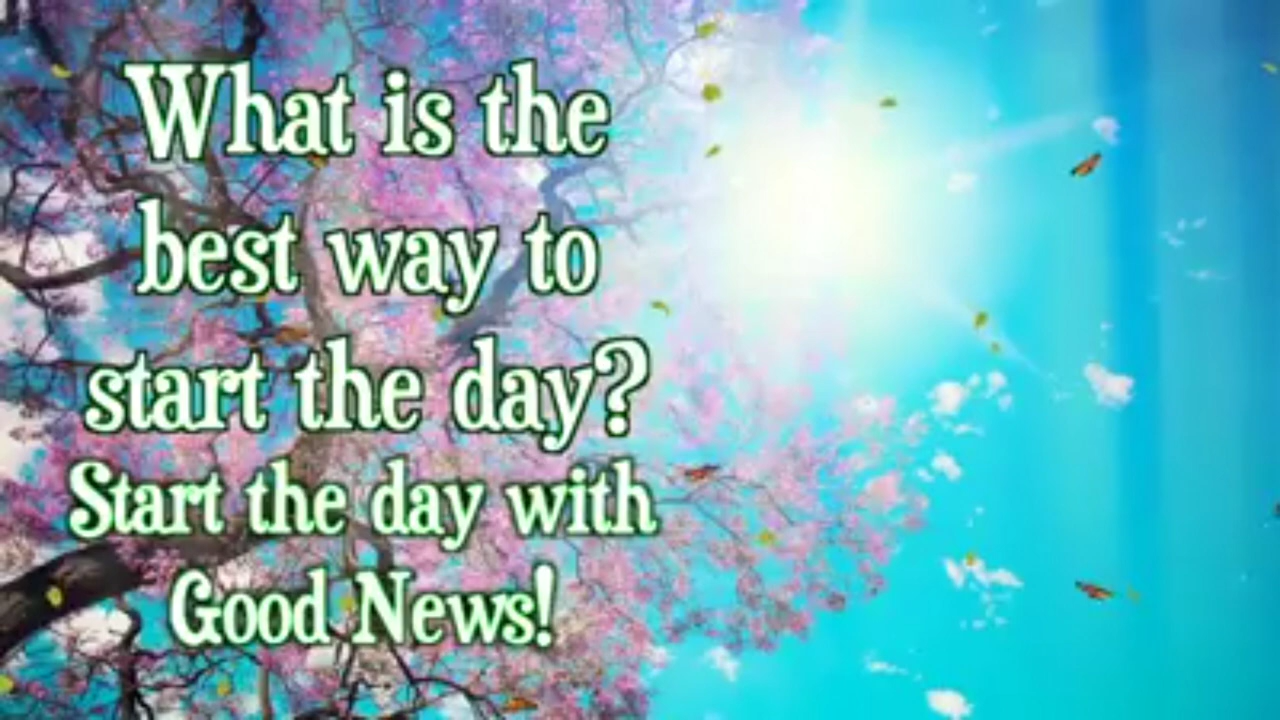 What is the
best way to
start the day?
Start the day with
Good News!